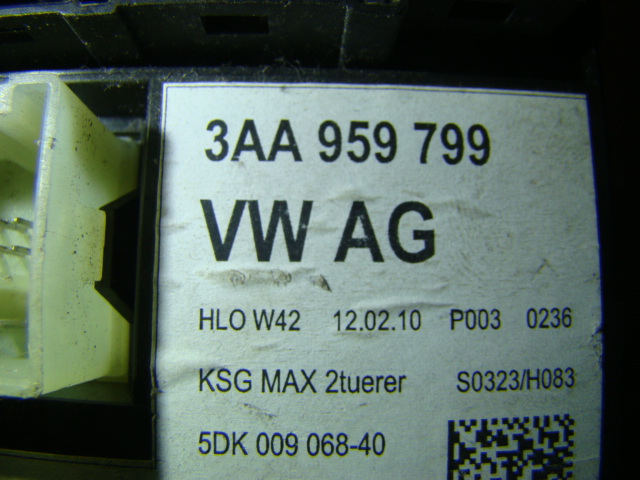 3AA 959 799
VW AG
HLO W42 12.02.10 P003 0236
KSG MAX 2tuerer S0323/H083
5DK 009 068-40